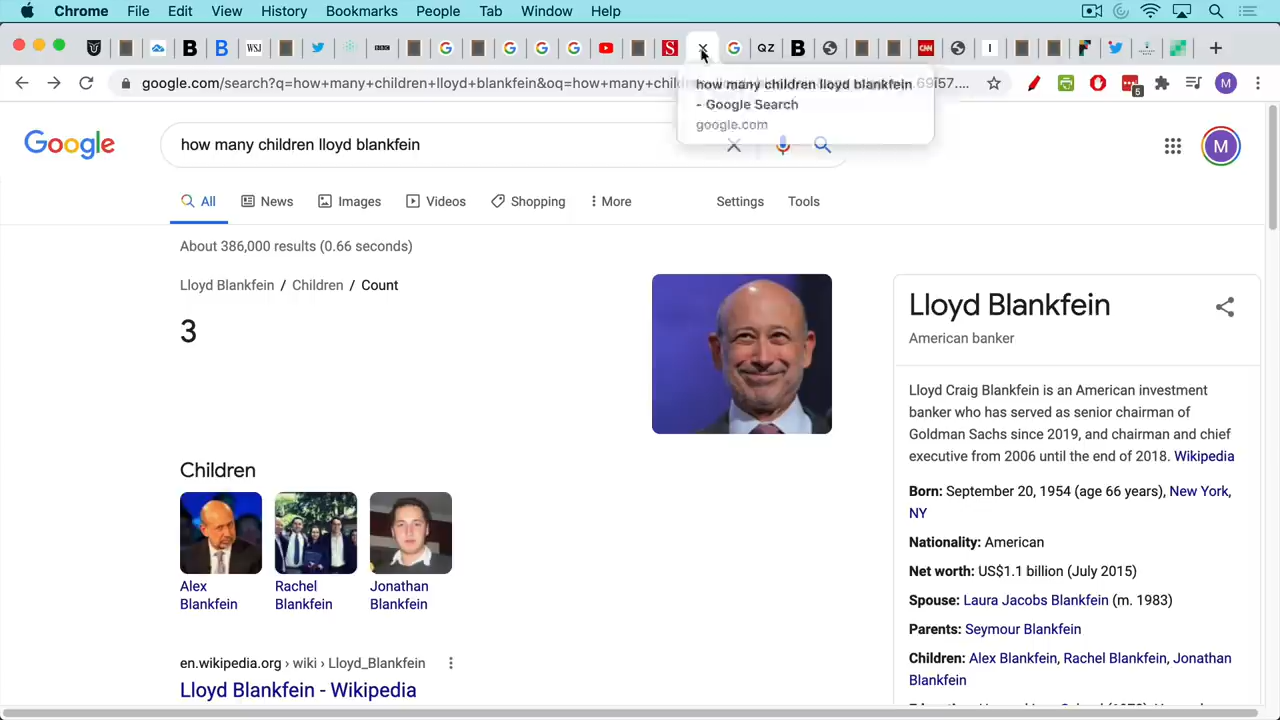 Chrome File Edit View History Bookmarks People Tab Window Help
WSJ BBC QZ CNN
google.com/search?q=how+many+children+lloyd+blankfein&oq=how+many+chil
69i57....
5
M
how many children lloyd blankfein
- Google Search
google.com
Google
how many children lloyd blankfein
M
All News Images Videos Shopping More Settings Tools
About 386,000 results (0.66 seconds)
Lloyd Blankfein / Children / Count
3
Children
Alex
Blankfein
Rachel
Blankfein
Jonathan
Blankfein
en.wikipedia.org › wiki › Lloyd_Blankfein
Lloyd Blankfein - Wikipedia
Lloyd Blankfein
American banker
Lloyd Craig Blankfein is an American investment
banker who has served as senior chairman of
Goldman Sachs since 2019, and chairman and chief
executive from 2006 until the end of 2018. Wikipedia
Born: September 20, 1954 (age 66 years), New York,
NY
Nationality: American
Net worth: US$1.1 billion (July 2015)
Spouse: Laura Jacobs Blankfein (m. 1983)
Parents: Seymour Blankfein
Children: Alex Blankfein, Rachel Blankfein, Jonathan
Blankfein